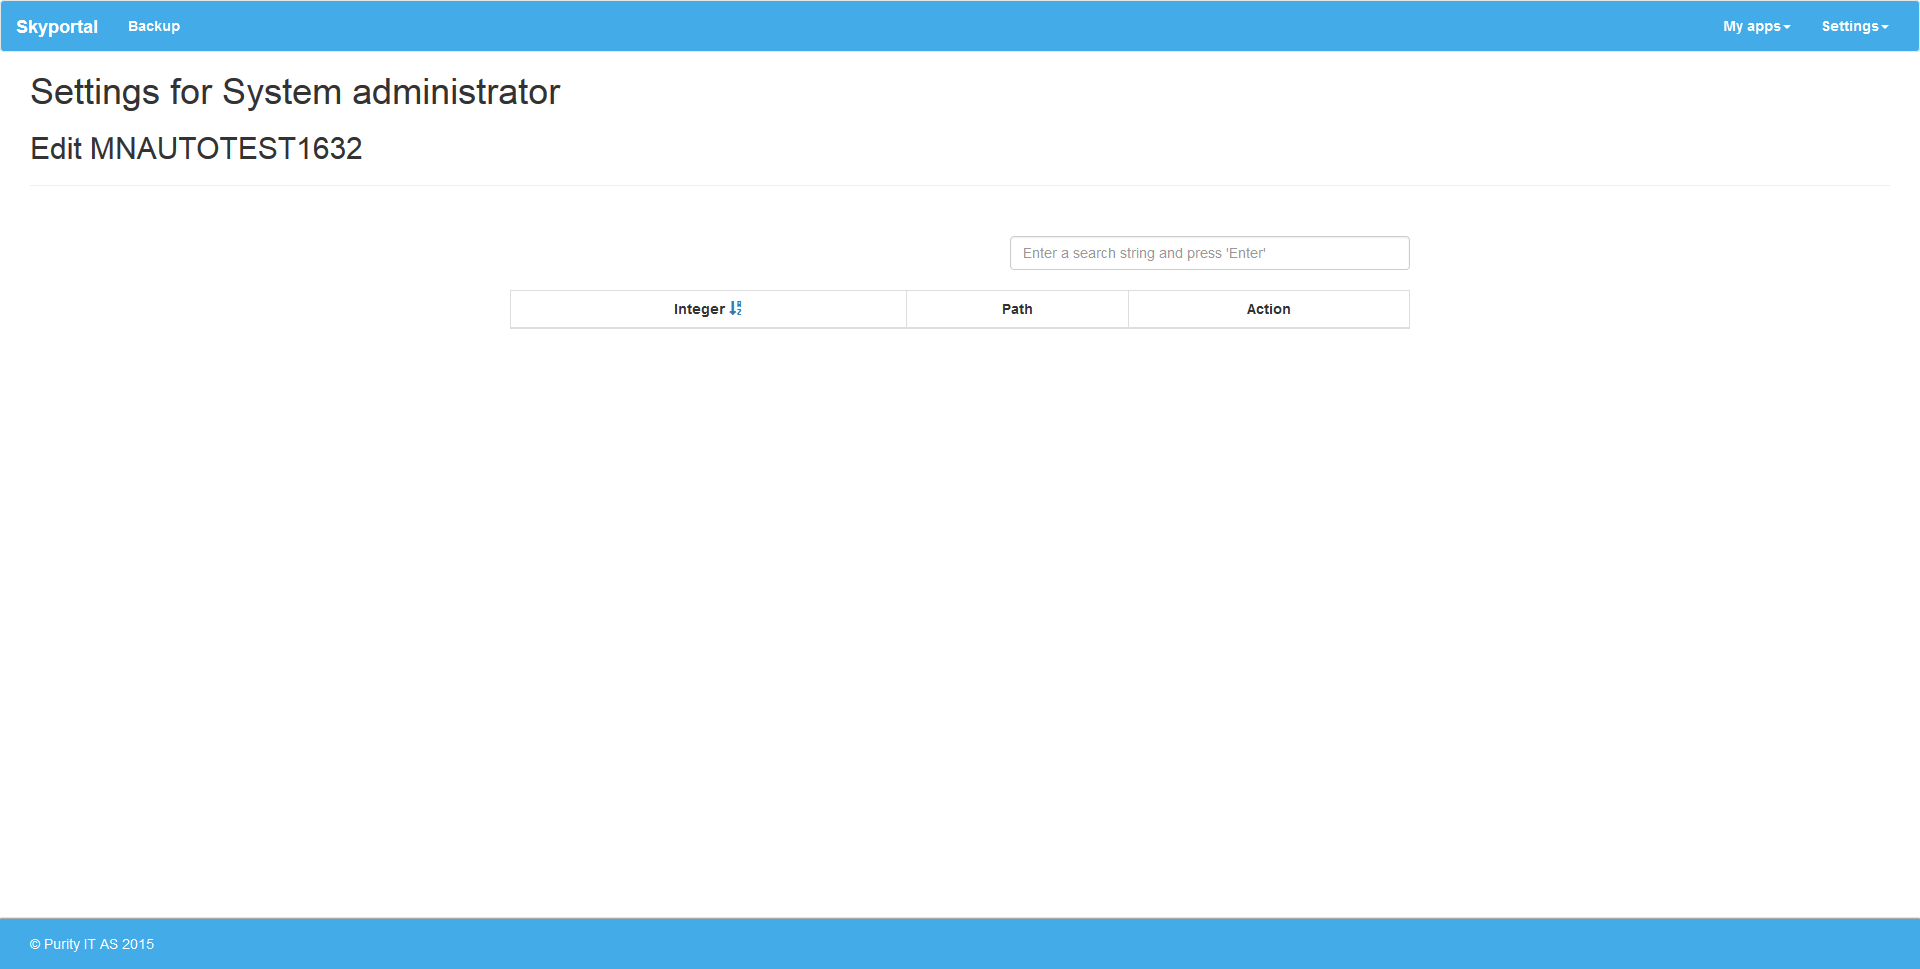 Skyportal Backup My apps Settings
Settings for System administrator
Edit MNAUTOTEST1632
Enter a search string and press 'Enter'
Integer Path Action
© Purity IT AS 2015